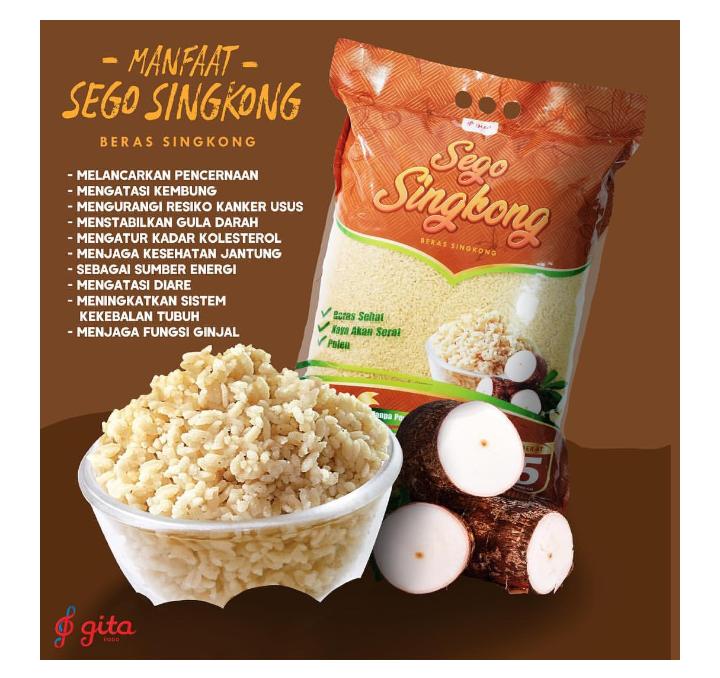 - MANFAAT -
SEGO SINGKONG
BERAS SINGKONG
- MELANCARKAN PENCERNAAN
- MENGATASI KEMBUNG
- MENGURANGI RESIKO KANKER USUS
- MENSTABILKAN GULA DARAH
- MENGATUR KADAR KOLESTEROL
- MENJAGA KESEHATAN JANTUNG
- SEBAGAI SUMBER ENERGI
- MENGATASI DIARE
- MENINGKATKAN SISTEM
KEKEBALAN TUBUH
- MENJAGA FUNGSI GINJAL
Sego
Singkong
BERAS SINGKONG
Beras Sehat
Kaya Akan Serat
Pulen
5
gita
FOOD